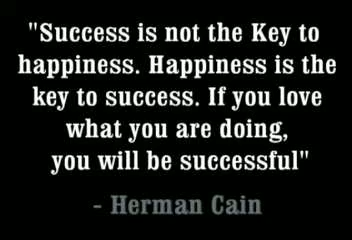 "Success is not the Key to
happiness. Happiness is the
key to success. If you love
what you are doing,
you will be successful"
- Herman Cain